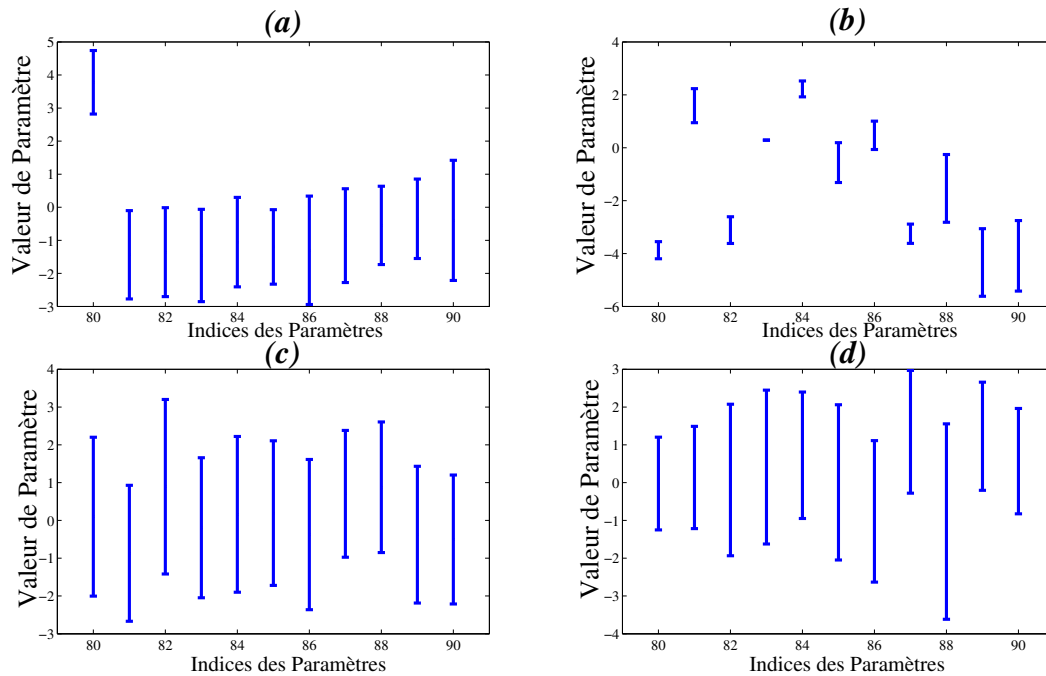 (a)
5
4
3
2
1
0
−1
−2
−3
Valeur de Paramètre
80 82 84 86 88 90
Indices des Paramètres
(b)
4
2
0
−2
−4
−6
Valeur de Paramètre
80 82 84 86 88 90
Indices des Paramètres
(c)
4
3
2
1
0
−1
−2
−3
Valeur de Paramètre
80 82 84 86 88 90
Indices des Paramètres
(d)
3
2
1
0
−1
−2
−3
−4
Valeur de Paramètre
80 82 84 86 88 90
Indices des Paramètres